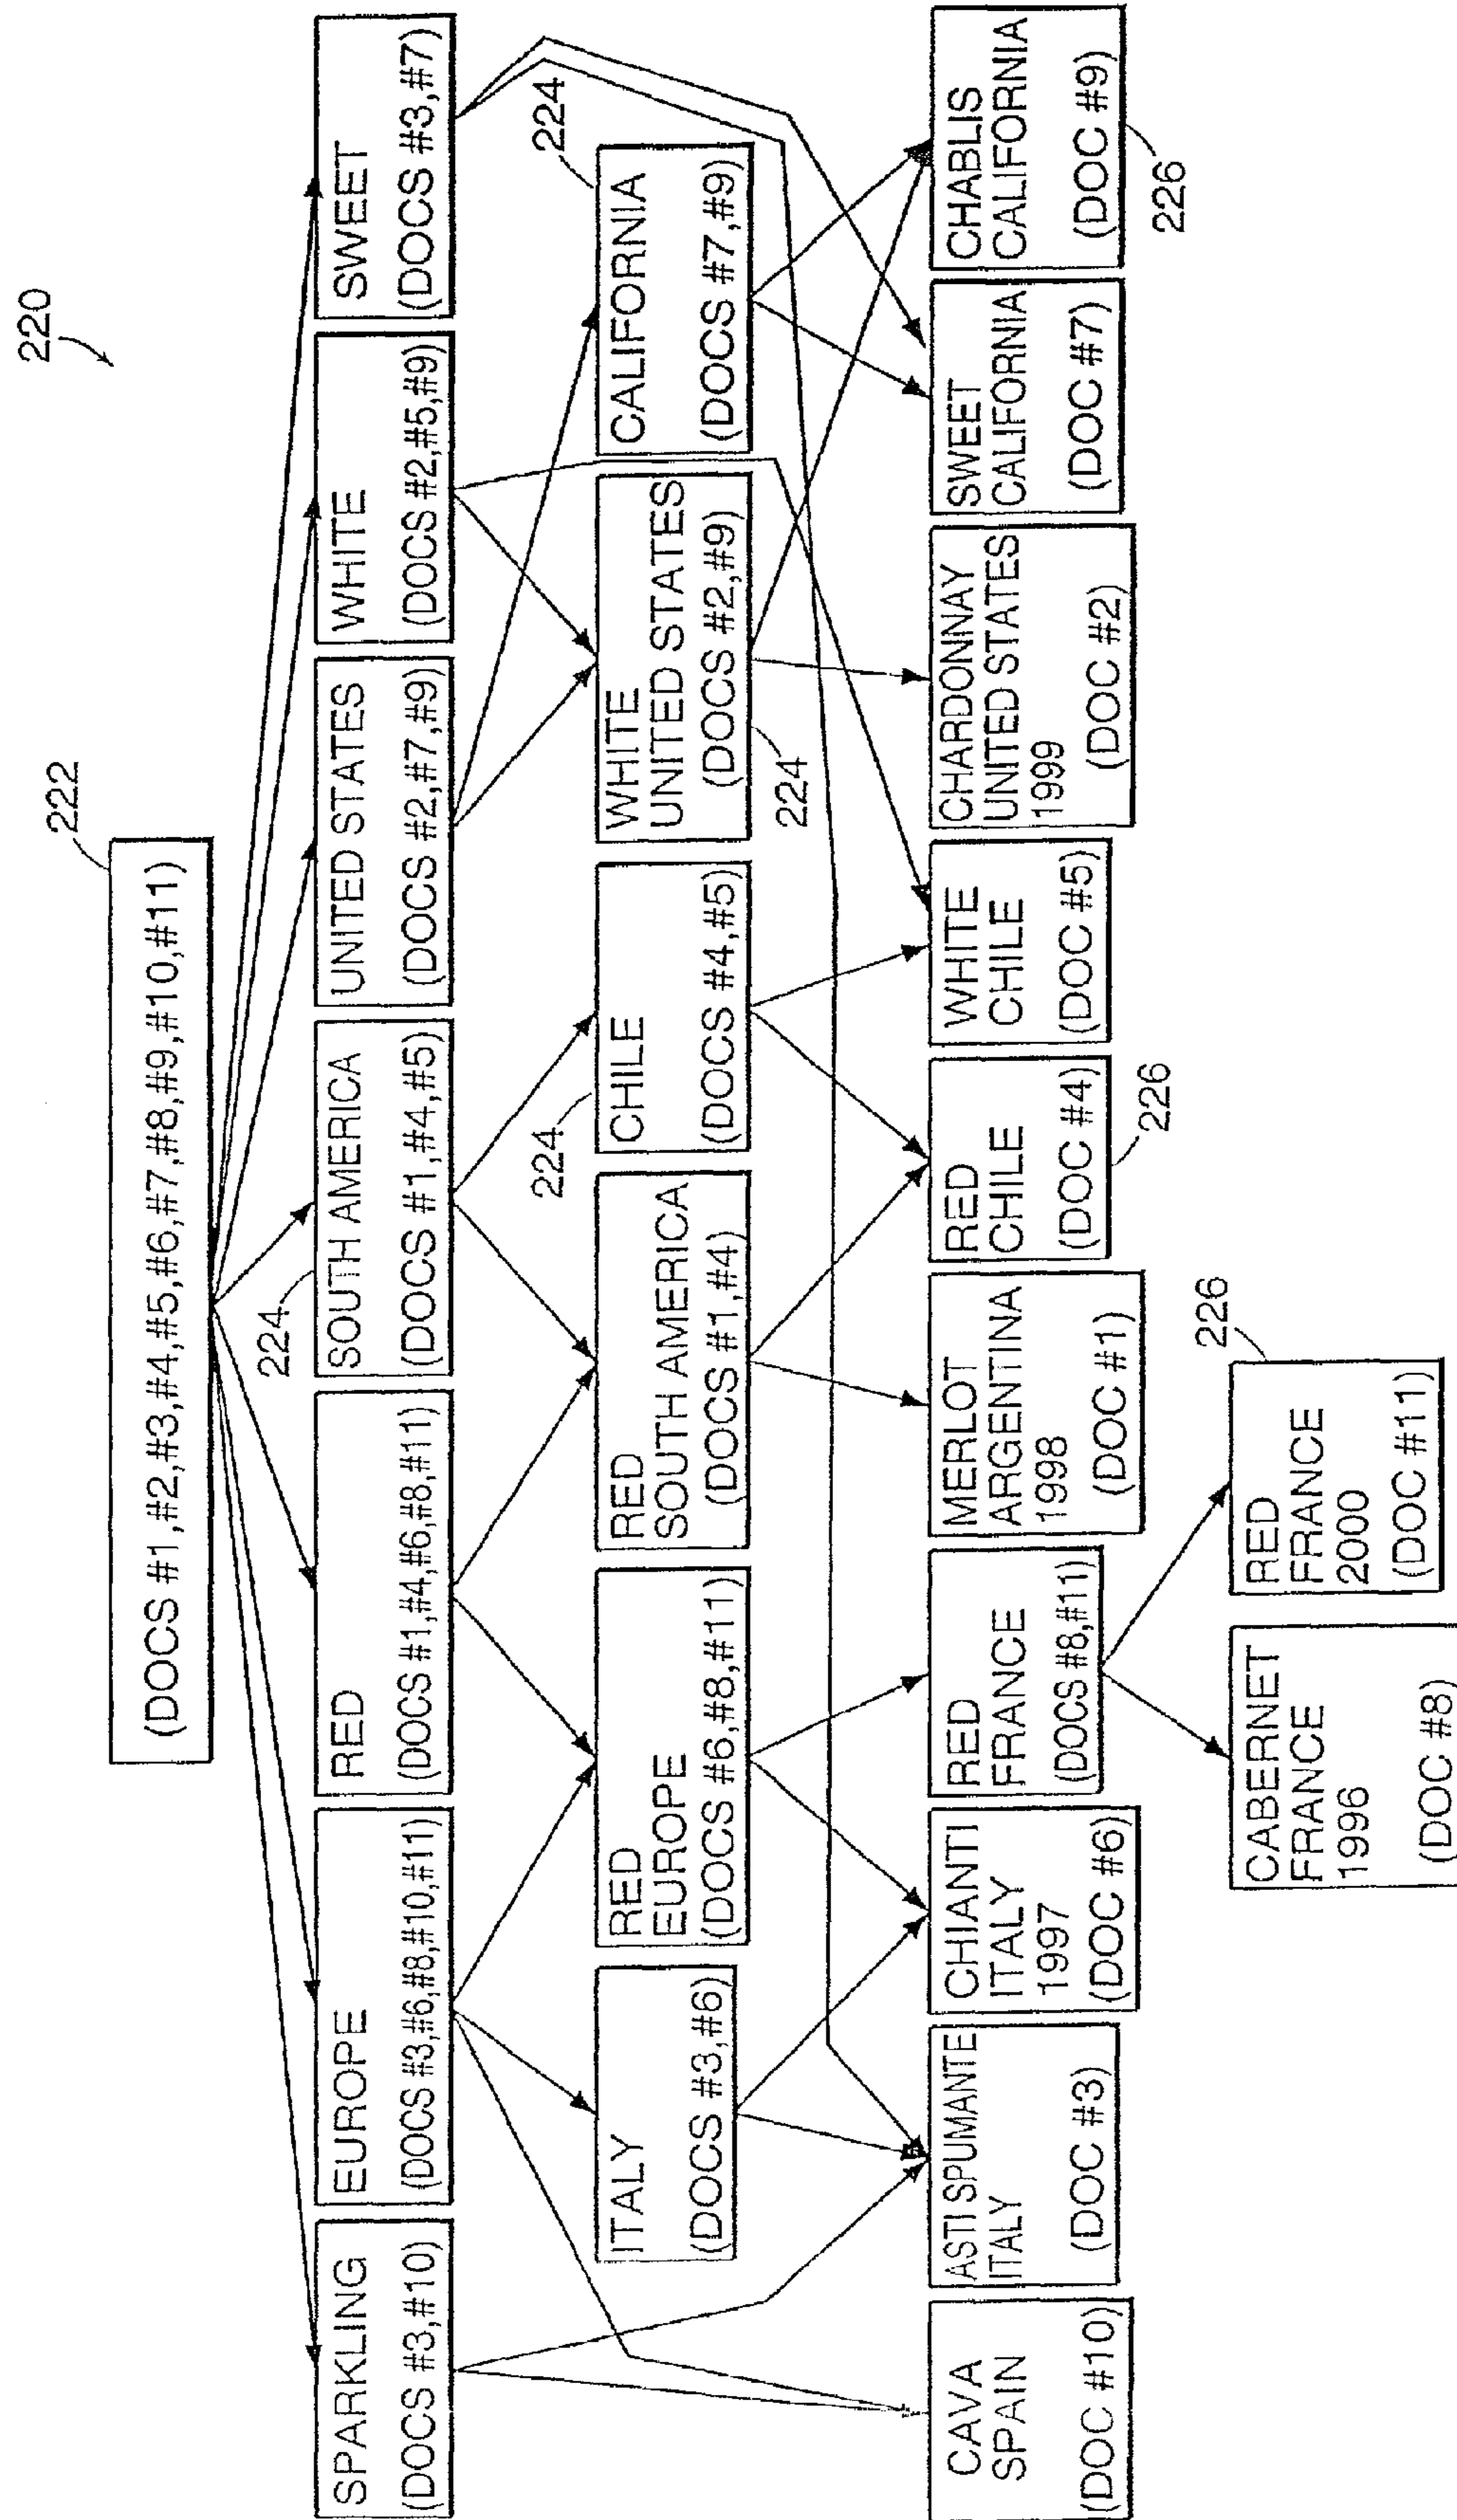 220
222
(DOCS #1,#2,#3,#4,#5,#6,#7,#8,#9,#10,#11)
SPARKLING
(DOCS #3,#10)
EUROPE
(DOCS #3,#6,#8,#10,#11)
RED
(DOCS #1,#4,#6,#8,#11)
224
SOUTH AMERICA
(DOCS #1,#4,#5)
UNITED STATES
(DOCS #2,#7,#9)
WHITE
(DOCS #2,#5,#9)
SWEET
(DOCS #3,#7)
ITALY
(DOCS #3,#6)
RED
EUROPE
(DOCS #6,#8,#11)
RED
SOUTH AMERICA
(DOCS #1,#4)
224
CHILE
(DOCS #4,#5)
WHITE
UNITED STATES
(DOCS #2,#9)
224
224
CALIFORNIA
(DOCS #7,#9)
CAVA
SPAIN
(DOC #10)
ASTI SPUMANTE
ITALY
(DOC #3)
CHIANTI
ITALY
1997
(DOC #6)
RED
FRANCE
(DOCS #8,#11)
MERLOT
ARGENTINA
1998
(DOC #1)
RED
CHILE
(DOC #4)
226
WHITE
CHILE
(DOC #5)
CHARDONNAY
UNITED STATES
1999
(DOC #2)
SWEET
CALIFORNIA
(DOC #7)
CHABLIS
CALIFORNIA
(DOC #9)
226
CABERNET
FRANCE
1996
(DOC #8)
RED
FRANCE
2000
(DOC #11)
226